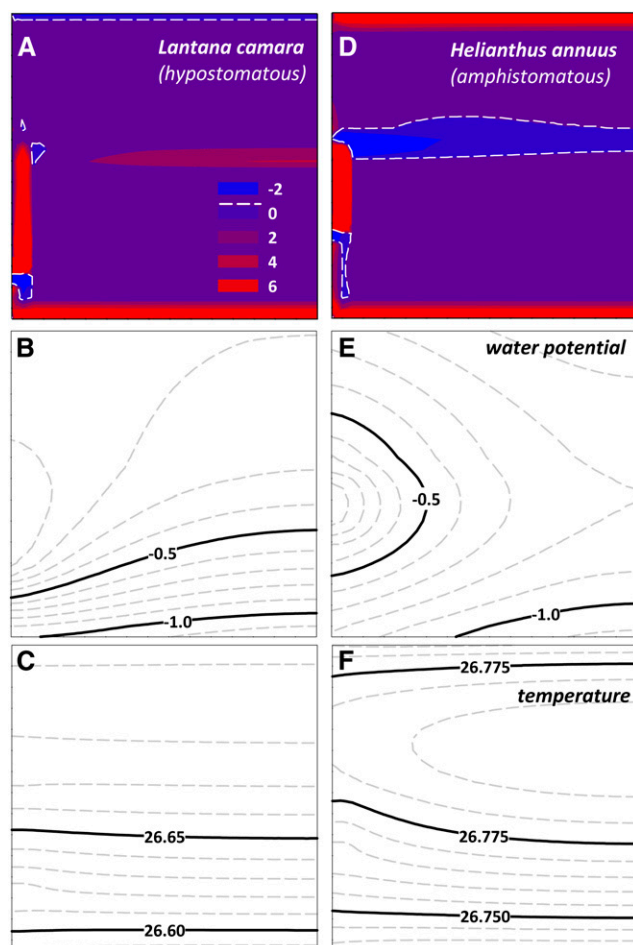 A
Lantana camara
(hypostomatous)
-2
0
2
4
6
D
Helianthus annuus
(amphistomatous)
B
-0.5
-1.0
E
water potential
-0.5
-1.0
C
26.65
26.60
F
26.775
temperature
26.775
26.750